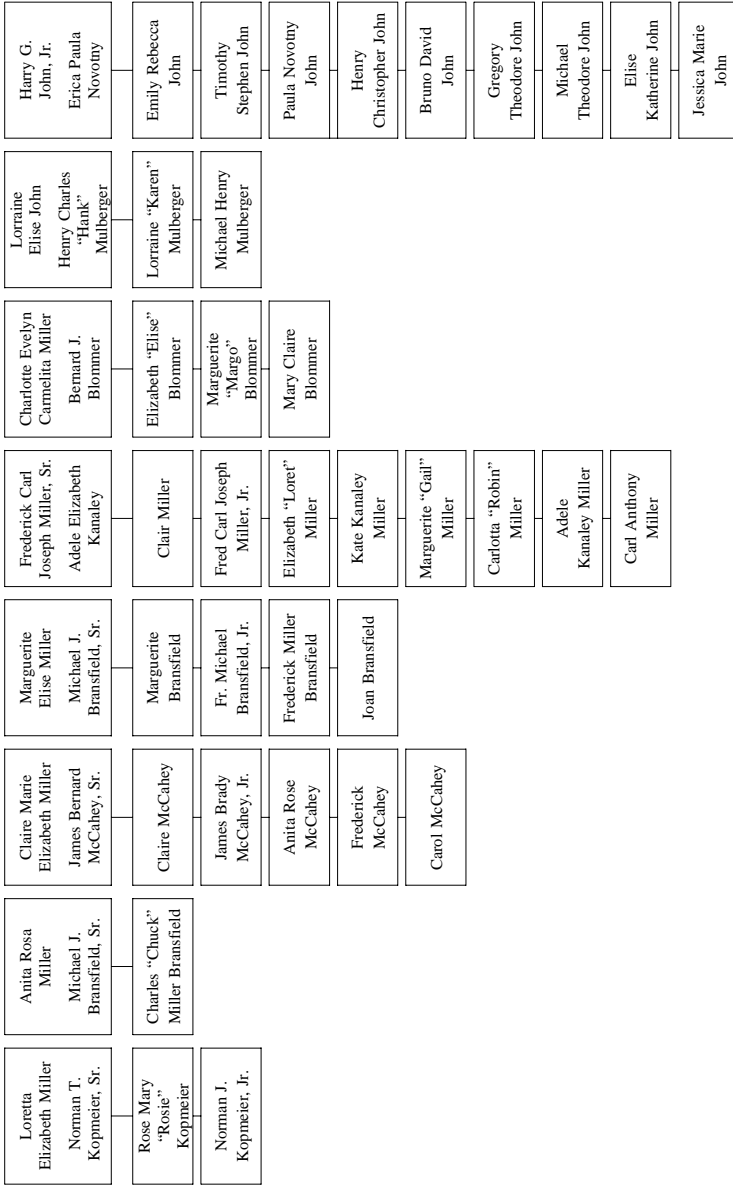 Harry G.
John, Jr.
Erica Paula
Novotny
Emily Rebecca
John
Timothy
Stephen John
Paula Novotny
John
Henry
Christopher John
Bruno David
John
Gregory
Theodore John
Michael
Theodore John
Elise
Katherine John
Jessica Marie
John
Lorraine
Elise John
Henry Charles
“Hank”
Mulberger
Lorraine “Karen”
Mulberger
Michael Henry
Mulberger
Charlotte Evelyn
Carmelita Miller
Bernard J.
Blommer
Elizabeth “Elise”
Blommer
Marguerite
“Margo”
Blommer
Mary Claire
Blommer
Frederick Carl
Joseph Miller, Sr.
Adele Elizabeth
Kanaley
Clair Miller
Fred Carl Joseph
Miller, Jr.
Elizabeth “Loret”
Miller
Kate Kanaley
Miller
Marguerite “Gail”
Miller
Carlotta “Robin”
Miller
Adele
Kanaley Miller
Carl Anthony
Miller
Marguerite
Elise Miller
Michael J.
Bransfield, Sr.
Marguerite
Bransfield
Fr. Michael
Bransfield, Jr.
Frederick Miller
Bransfield
Joan Bransfield
Claire Marie
Elizabeth Miller
James Bernard
McCahey, Sr.
Claire McCahey
James Brady
McCahey, Jr.
Anita Rose
McCahey
Frederick
McCahey
Carol McCahey
Anita Rosa
Miller
Michael J.
Bransfield, Sr.
Charles “Chuck”
Miller Bransfield
Loretta
Elizabeth Miller
Norman T.
Kopmeier, Sr.
Rose Mary
“Rosie”
Kopmeier
Norman J.
Kopmeier, Jr.